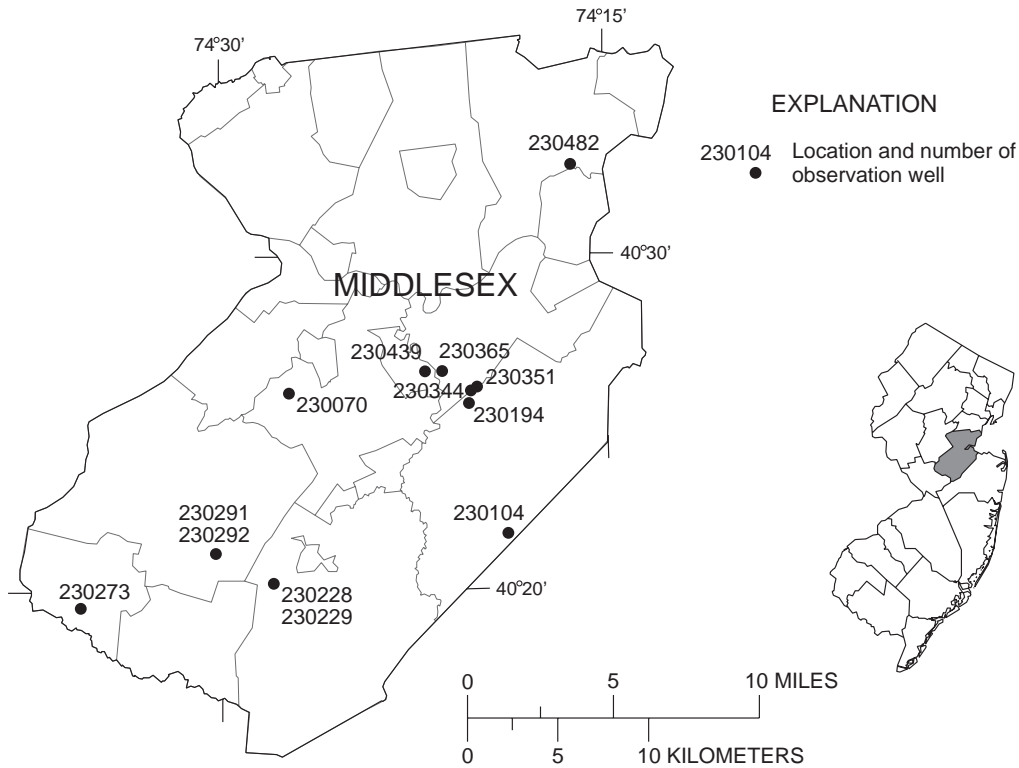 74°15'
74°30'
EXPLANATION
230482
230104 Location and number of
observation well
40°30'
MIDDLESEX
230439 230365
230351
230344
230070
230194
230291
230104
230292
40°20'
230273
230228
230229
0 5 10 MILES
0 5 10 KILOMETERS